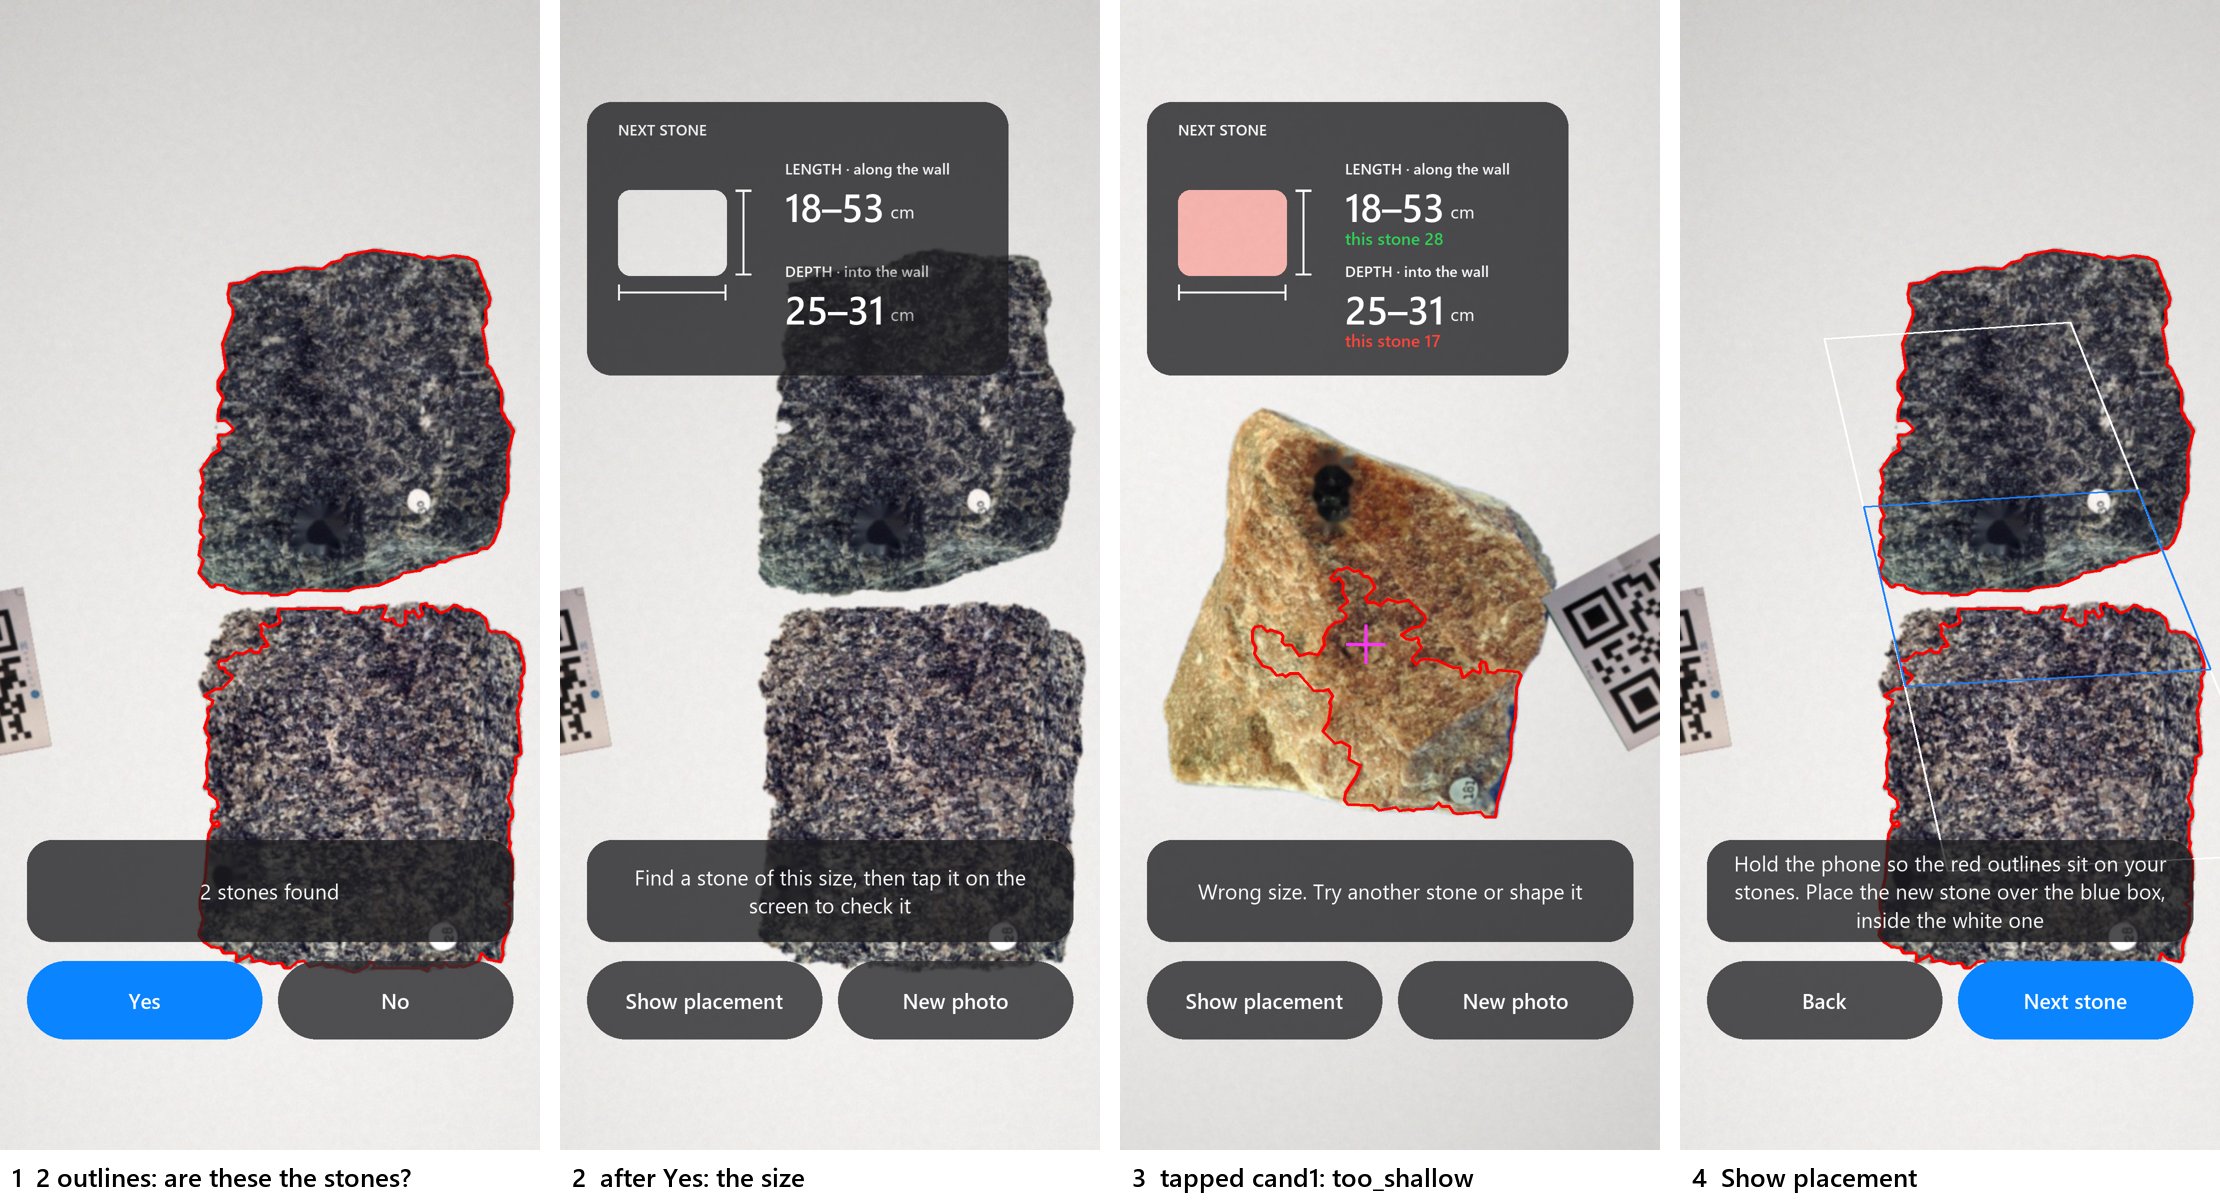 2 stones found
Yes
No
1 2 outlines: are these the stones?
NEXT STONE
LENGTH · along the wall
18–53 cm
DEPTH · into the wall
25–31 cm
Find a stone of this size, then tap it on the
screen to check it
Show placement
New photo
2 after Yes: the size
NEXT STONE
LENGTH · along the wall
18–53 cm
this stone 28
DEPTH · into the wall
25–31 cm
this stone 17
Wrong size. Try another stone or shape it
Show placement
New photo
3 tapped cand1: too_shallow
Hold the phone so the red outlines sit on your
stones. Place the new stone over the blue box,
inside the white one
Back
Next stone
4 Show placement